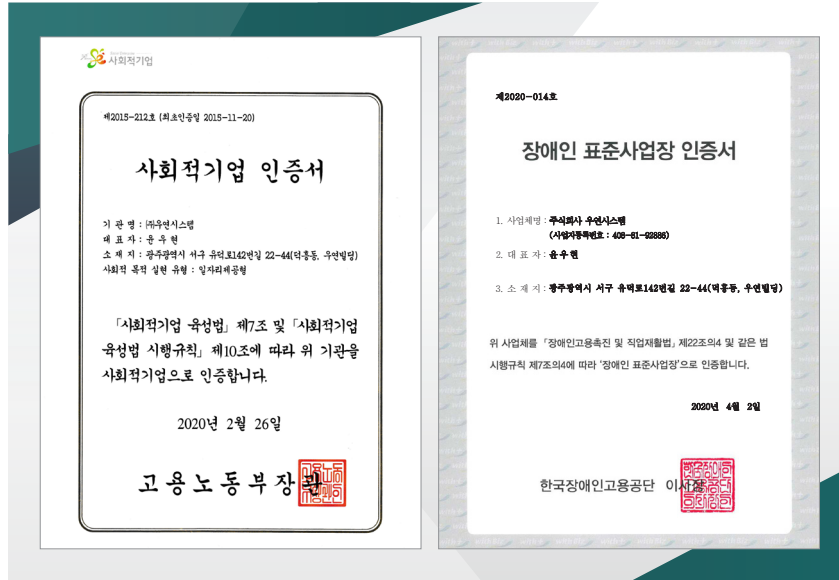 사회적기업
제2015-212호 (최초인증일 2015-11-20)
사회적기업 인증서
기 관 명 : ㈜우연시스템
대 표 자 : 윤 우 현
소 재 지 : 광주광역시 서구 유덕로142번길 22-44(덕흥동, 우연빌딩)
사회적 목적 실현 유형 : 일자리제공형
「사회적기업 육성법」 제7조 및 「사회적기업
육성법 시행규칙」 제10조에 따라 위 기관을
사회적기업으로 인증합니다.
2020년 2월 26일
고 용 노 동 부 장 관
제2020-014호
장애인 표준사업장 인증서
1. 사업체명 : 주식회사 우연시스템
(사업자등록번호 : 408-81-92886)
2. 대 표 자 : 윤 우 현
3. 소 재 지 : 광주광역시 서구 유덕로142번길 22-44(덕흥동, 우연빌딩)
위 사업체를 「장애인고용촉진 및 직업재활법」 제22조의4 및 같은 법
시행규칙 제7조의4에 따라 '장애인 표준사업장'으로 인증합니다.
2020년 4월 2일
한국장애인고용공단 이사장